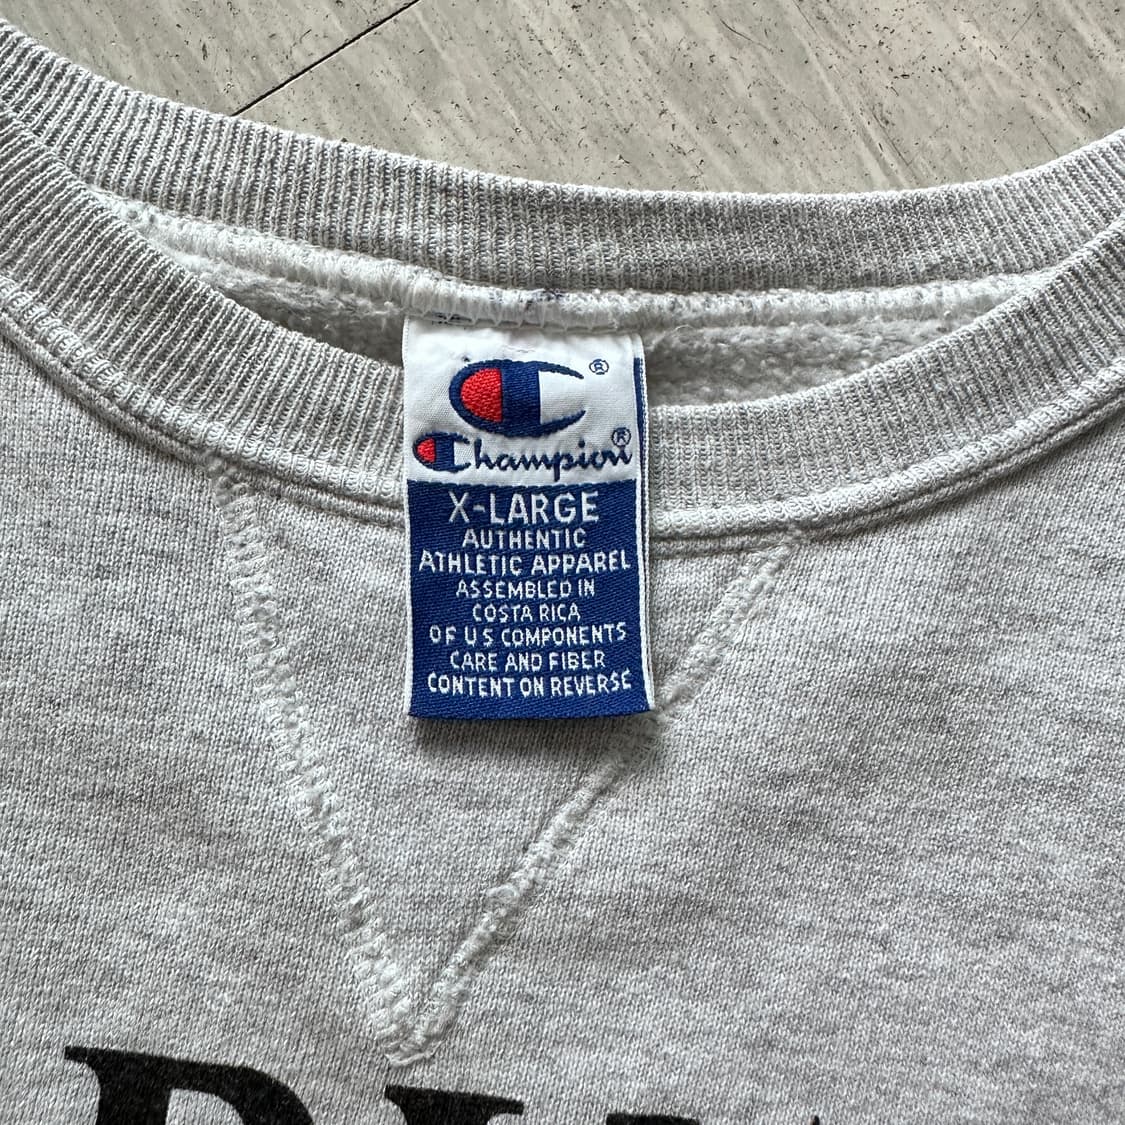 ®
Champion®
X-LARGE
AUTHENTIC
ATHLETIC APPAREL
ASSEMBLED IN
COSTA RICA
OF U S COMPONENTS
CARE AND FIBER
CONTENT ON REVERSE